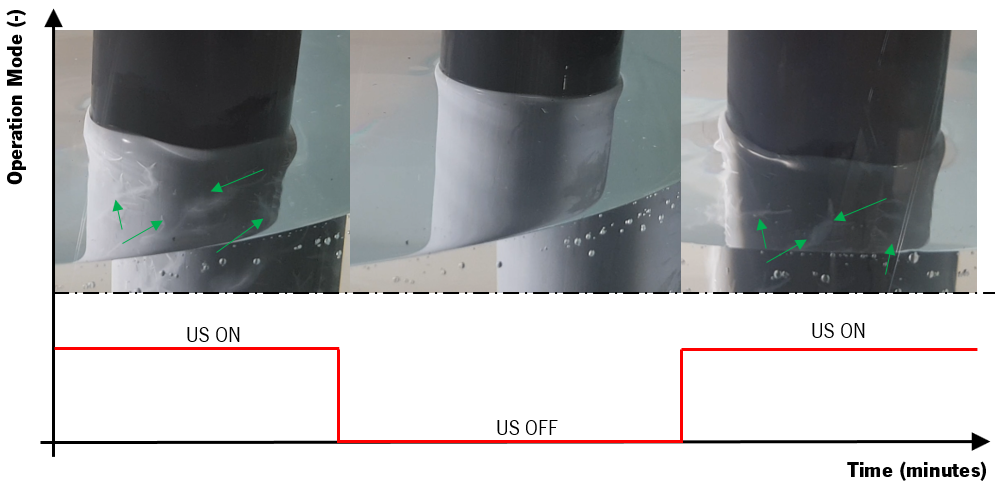 Operation Mode (-)
US ON
US OFF
US ON
Time (minutes)